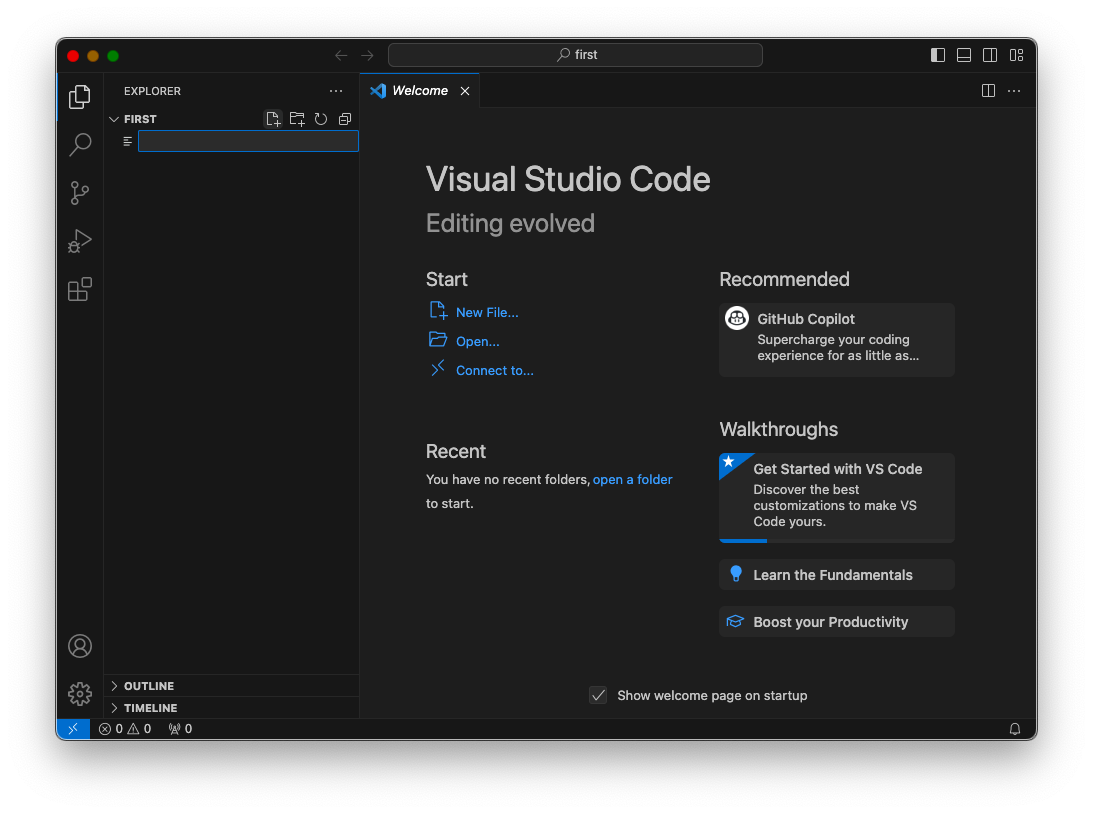 first
EXPLORER
Welcome
FIRST
Visual Studio Code
Editing evolved
Start
New File...
Open...
Connect to...
Recent
You have no recent folders, open a folder
to start.
Recommended
GitHub Copilot
Supercharge your coding
experience for as little as...
Walkthroughs
Get Started with VS Code
Discover the best
customizations to make VS
Code yours.
Learn the Fundamentals
Boost your Productivity
Show welcome page on startup
OUTLINE
TIMELINE
0 0 0